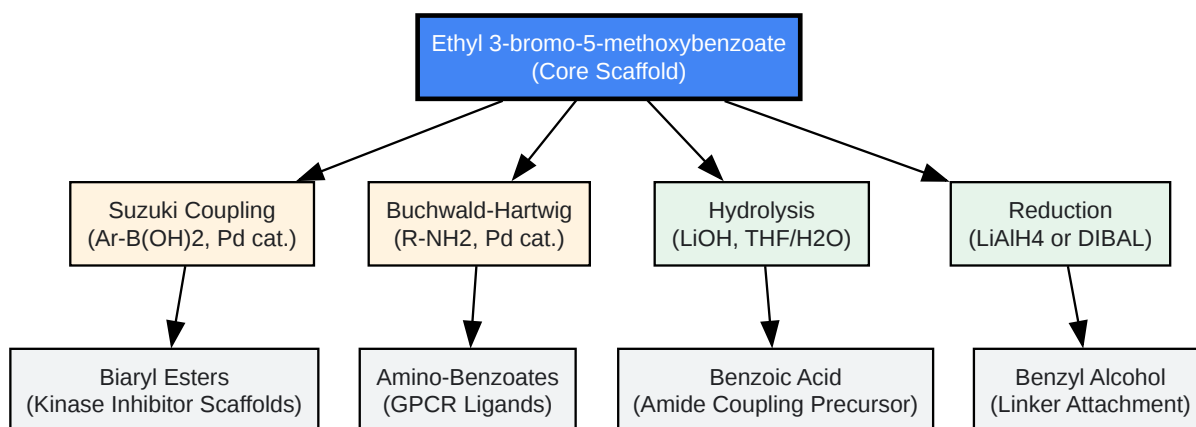 Ethyl 3-bromo-5-methoxybenzoate
(Core Scaffold)
Suzuki Coupling
(Ar-B(OH)2, Pd cat.)
Buchwald-Hartwig
(R-NH2, Pd cat.)
Hydrolysis
(LiOH, THF/H2O)
Reduction
(LiAlH4 or DIBAL)
Biaryl Esters
(Kinase Inhibitor Scaffolds)
Amino-Benzoates
(GPCR Ligands)
Benzoic Acid
(Amide Coupling Precursor)
Benzyl Alcohol
(Linker Attachment)